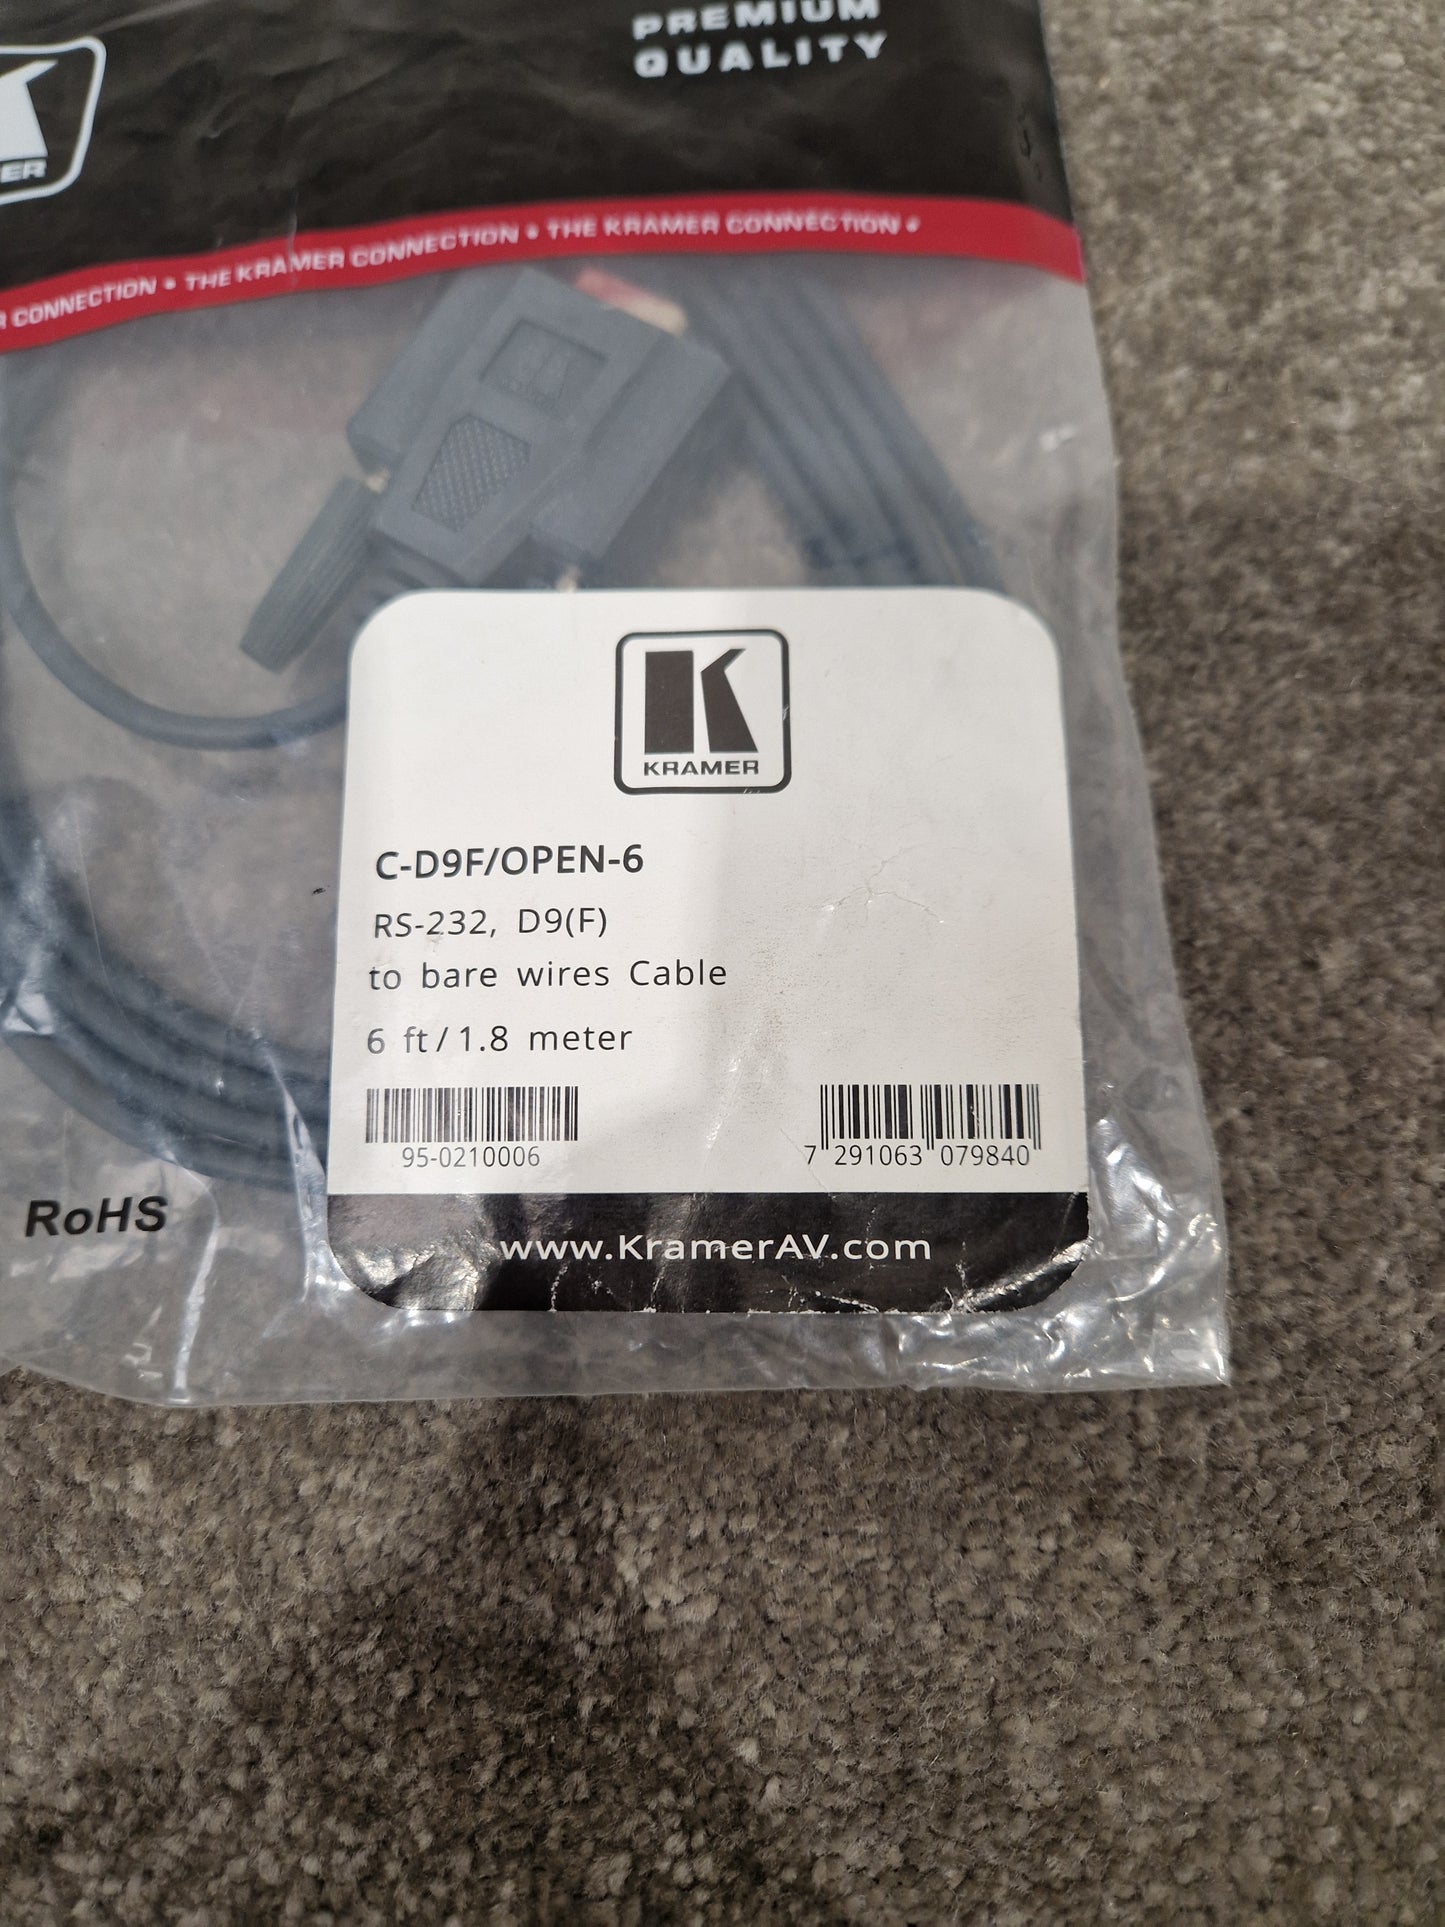 PREMIUM
QUALITY
ER
CONNECTION • THE KRAMER CONNECTION • THE KRAMER CONNECTION •
KRAMER
C-D9F/OPEN-6
RS-232, D9(F)
to bare wires Cable
6 ft/1.8 meter
95-0210006
7 291063 079840
RoHS
www.KramerAV.com